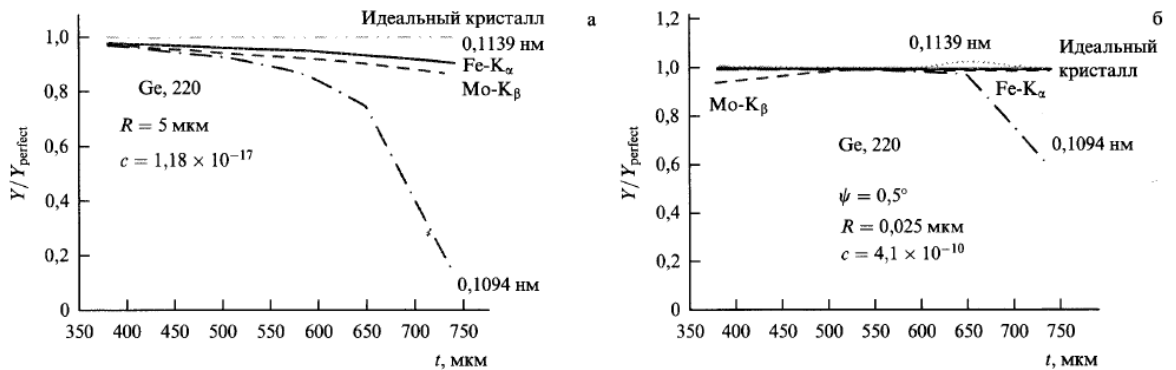 а
Идеальный кристалл
0,1139 нм
Fe-Kα
Mo-Kβ
Ge, 220
R = 5 мкм
c = 1,18 × 10⁻¹⁷
0,1094 нм
Y/Yperfect
1,0
0,8
0,6
0,4
0,2
0
350 400 450 500 550 600 650 700 750
t, мкм
б
0,1139 нм
Идеальный
кристалл
Mo-Kβ
Fe-Kα
0,1094 нм
Ge, 220
ψ = 0,5°
R = 0,025 мкм
c = 4,1 × 10⁻¹⁰
Y/Yperfect
1,2
1,0
0,8
0,6
0,4
0,2
0
350 400 450 500 550 600 650 700 750
t, мкм